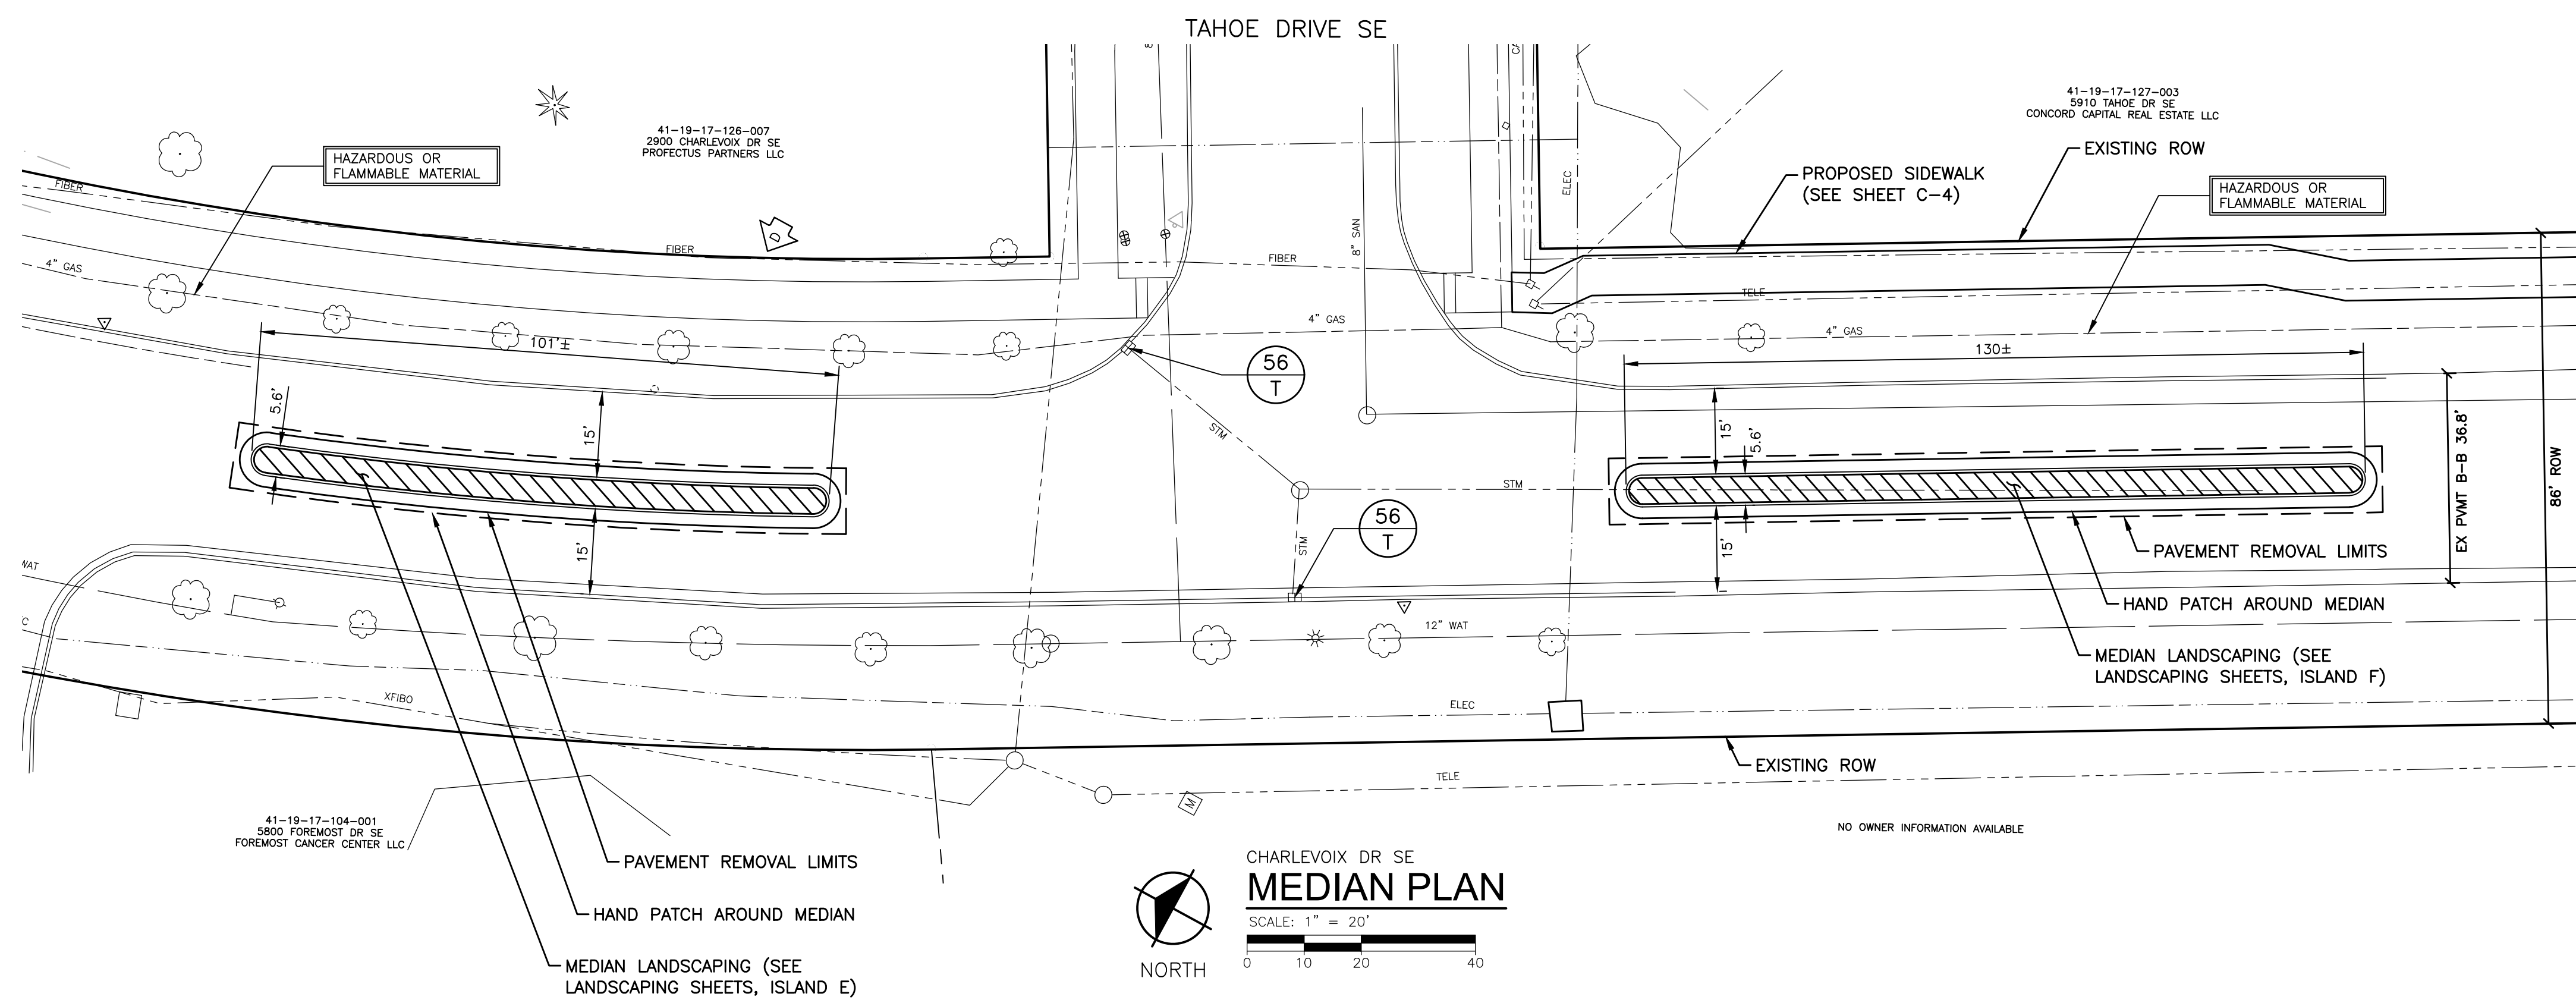 TAHOE DRIVE SE
41-19-17-126-007
2900 CHARLEVOIX DR SE
PROFECTUS PARTNERS LLC
HAZARDOUS OR
FLAMMABLE MATERIAL
41-19-17-127-003
5910 TAHOE DR SE
CONCORD CAPITAL REAL ESTATE LLC
EXISTING ROW
PROPOSED SIDEWALK
(SEE SHEET C-4)
HAZARDOUS OR
FLAMMABLE MATERIAL
FIBER
FIBER
FIBER
ELEC
8" SAN
D
4" GAS
TELE
4" GAS
4" GAS
101'±
130±
56
T
5.6'
15'
15'
5.6'
15'
15'
STM
STM
STM
56
T
EX PVMT B-B 36.8'
86' ROW
PAVEMENT REMOVAL LIMITS
HAND PATCH AROUND MEDIAN
MEDIAN LANDSCAPING (SEE
LANDSCAPING SHEETS, ISLAND F)
WAT
12" WAT
C
XFIBO
ELEC
EXISTING ROW
TELE
M
41-19-17-104-001
5800 FOREMOST DR SE
FOREMOST CANCER CENTER LLC
NO OWNER INFORMATION AVAILABLE
PAVEMENT REMOVAL LIMITS
HAND PATCH AROUND MEDIAN
MEDIAN LANDSCAPING (SEE
LANDSCAPING SHEETS, ISLAND E)
NORTH
CHARLEVOIX DR SE
MEDIAN PLAN
SCALE: 1" = 20'
0 10 20 40